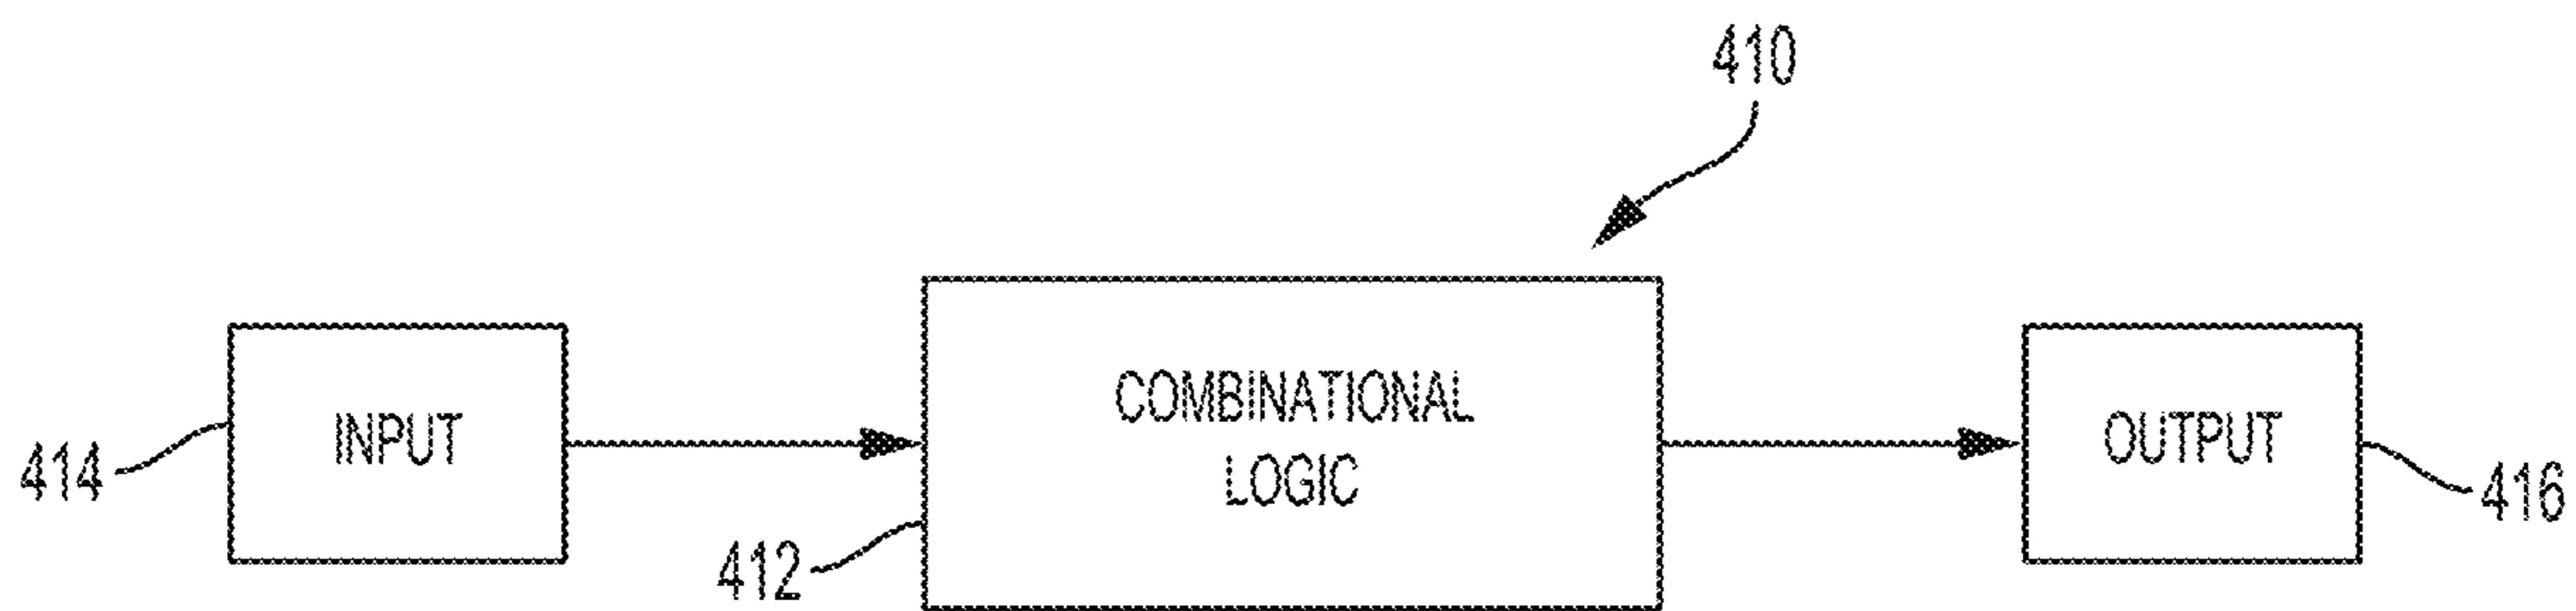 410
414
INPUT
COMBINATIONAL
LOGIC
412
OUTPUT
416